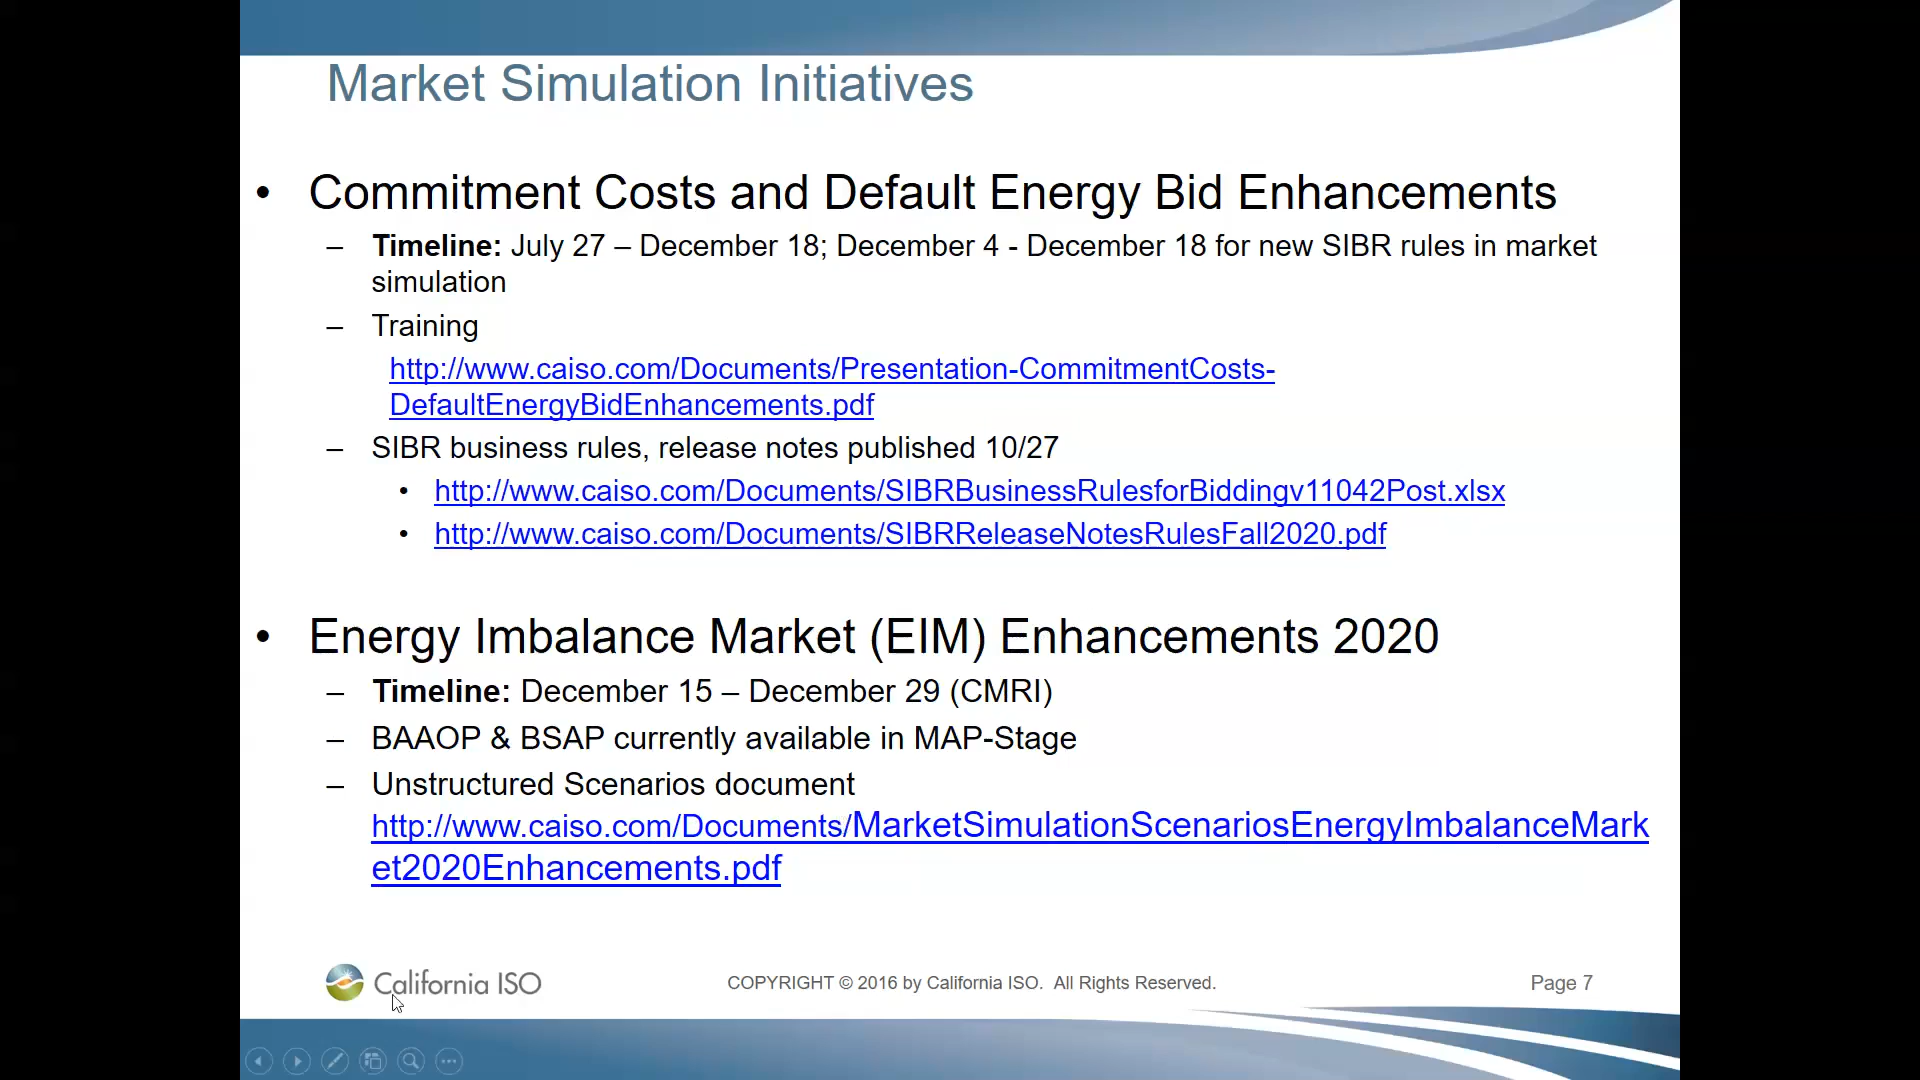 Market Simulation Initiatives
• Commitment Costs and Default Energy Bid Enhancements
– Timeline: July 27 – December 18; December 4 - December 18 for new SIBR rules in market
simulation
– Training
http://www.caiso.com/Documents/Presentation-CommitmentCosts-
DefaultEnergyBidEnhancements.pdf
– SIBR business rules, release notes published 10/27
• http://www.caiso.com/Documents/SIBRBusinessRulesforBiddingv11042Post.xlsx
• http://www.caiso.com/Documents/SIBRReleaseNotesRulesFall2020.pdf
• Energy Imbalance Market (EIM) Enhancements 2020
– Timeline: December 15 – December 29 (CMRI)
– BAAOP & BSAP currently available in MAP-Stage
– Unstructured Scenarios document
http://www.caiso.com/Documents/MarketSimulationScenariosEnergyImbalanceMark
et2020Enhancements.pdf
California ISO
COPYRIGHT © 2016 by California ISO. All Rights Reserved.
Page 7